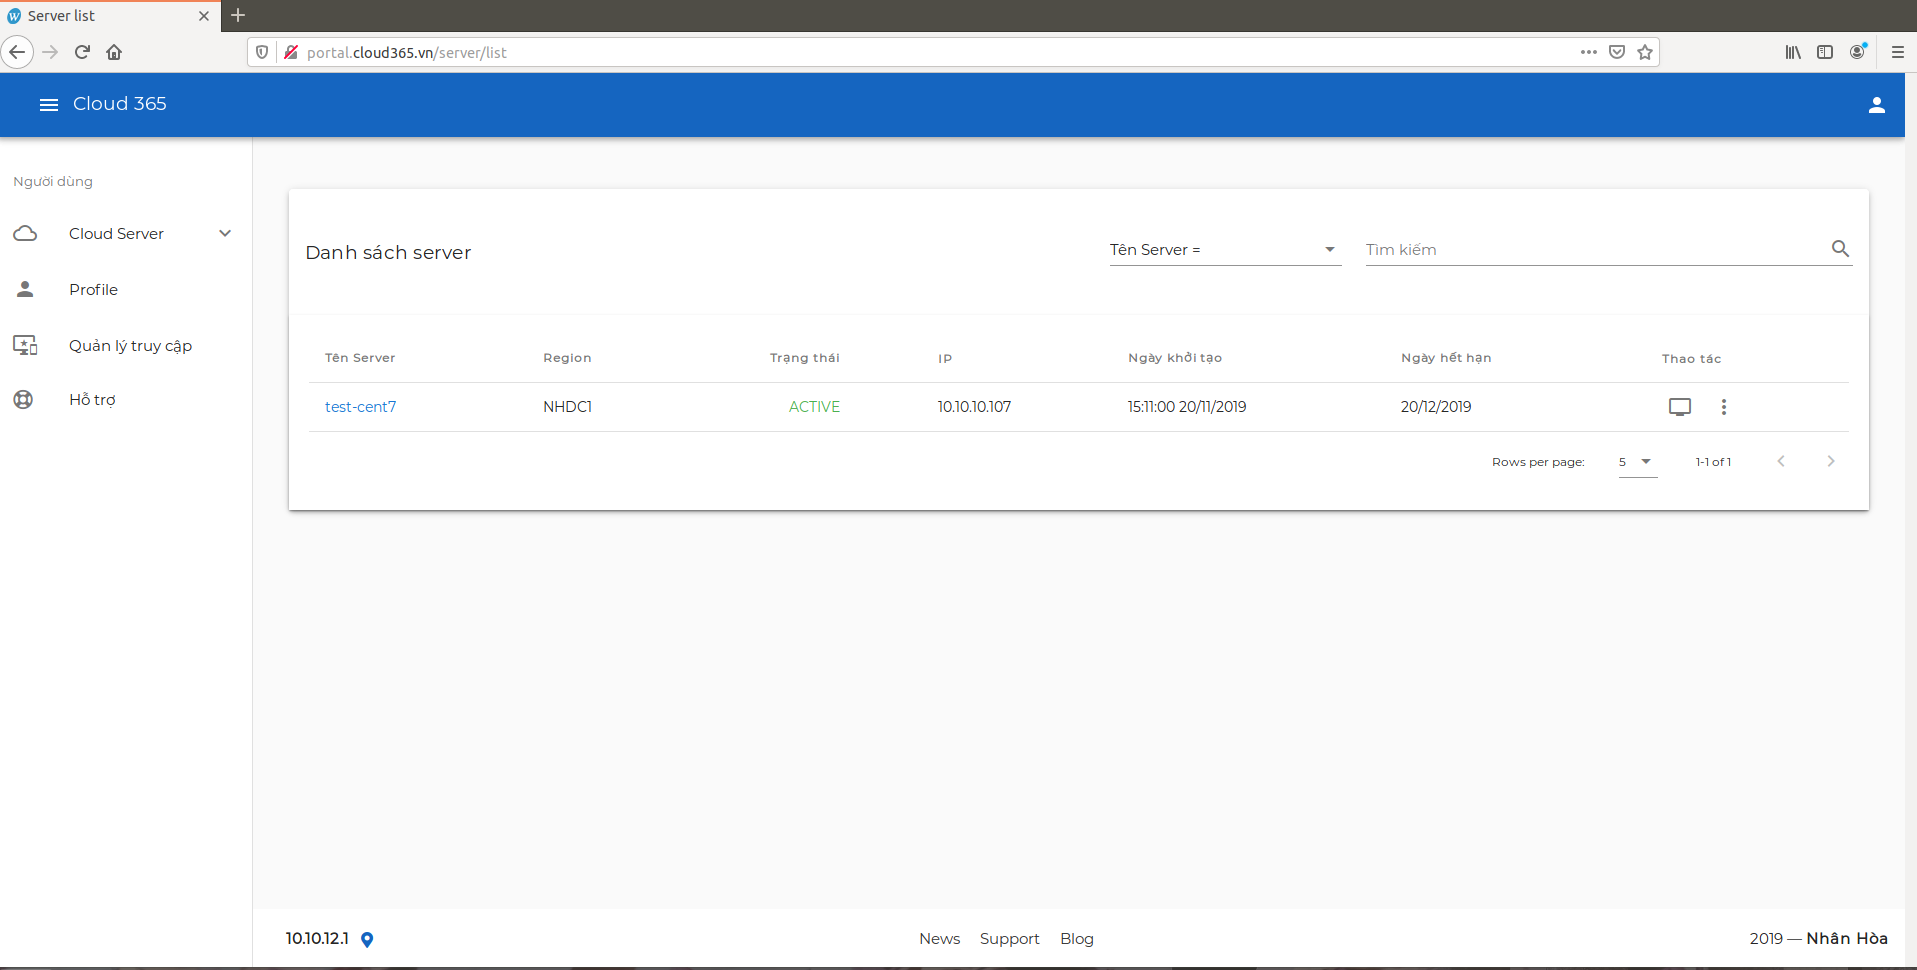 Server list
portal.cloud365.vn/server/list
Cloud 365
Người dùng
Cloud Server
Profile
Quản lý truy cập
Hỗ trợ
Danh sách server
Tên Server =
Tìm kiếm
Tên Server Region Trạng thái IP Ngày khởi tạo Ngày hết hạn Thao tác
test-cent7 NHDC1 ACTIVE 10.10.10.107 15:11:00 20/11/2019 20/12/2019
Rows per page: 5 1-1 of 1
10.10.12.1 News Support Blog 2019 — Nhân Hòa